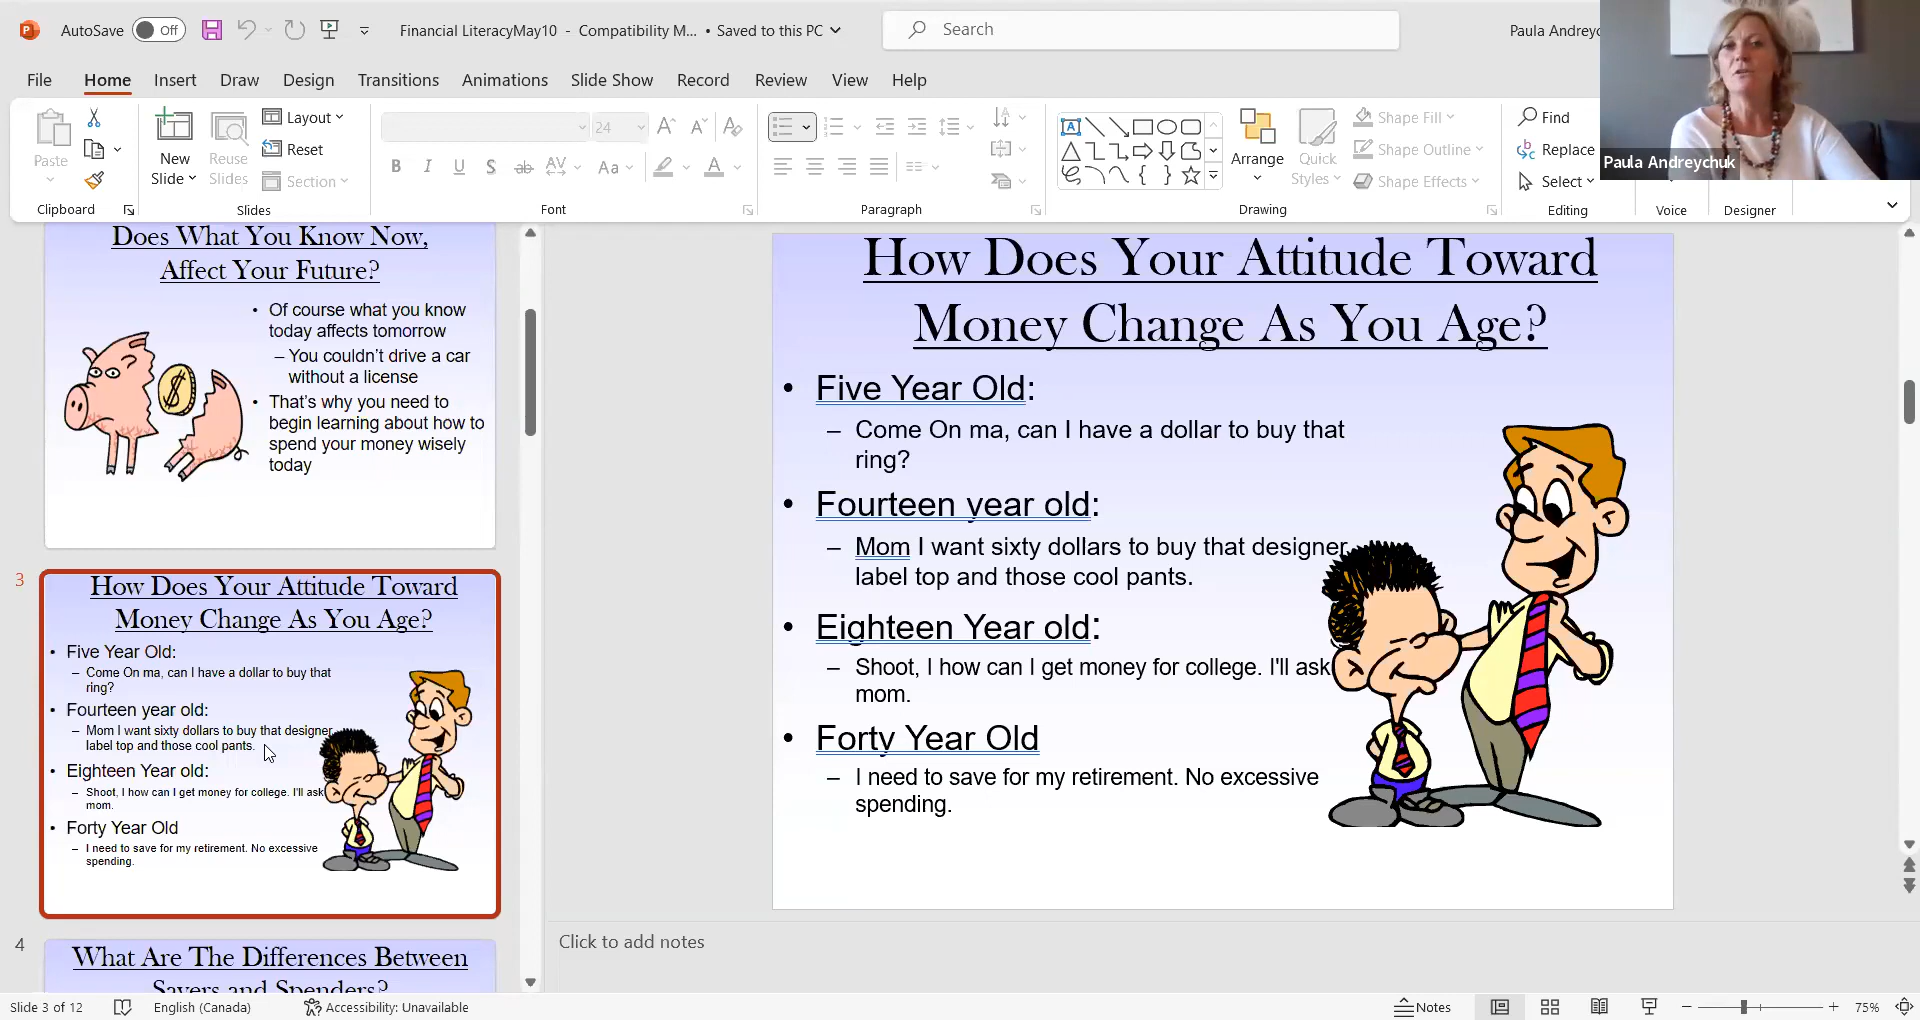 AutoSave Off Financial LiteracyMay10 - Compatibility M... • Saved to this PC Search Paula Andreyc
File Home Insert Draw Design Transitions Animations Slide Show Record Review View Help
Paste
Clipboard
New Slide
Reuse Slides
Layout
Reset
Section
Slides
24
B I U S ab AV Aa A
Font
Paragraph
Arrange
Quick Styles
Shape Fill
Shape Outline
Shape Effects
Drawing
Find
Replace
Select
Editing
Voice
Designer
Paula Andreychuk
Does What You Know Now,
Affect Your Future?
• Of course what you know
today affects tomorrow
– You couldn't drive a car
without a license
• That's why you need to
begin learning about how to
spend your money wisely
today
$
3
How Does Your Attitude Toward
Money Change As You Age?
• Five Year Old:
– Come On ma, can I have a dollar to buy that
ring?
• Fourteen year old:
– Mom I want sixty dollars to buy that designer
label top and those cool pants.
• Eighteen Year old:
– Shoot, I how can I get money for college. I'll ask
mom.
• Forty Year Old
– I need to save for my retirement. No excessive
spending.
4
What Are The Differences Between
Savers and Spenders?
How Does Your Attitude Toward
Money Change As You Age?
• Five Year Old:
– Come On ma, can I have a dollar to buy that
ring?
• Fourteen year old:
– Mom I want sixty dollars to buy that designer
label top and those cool pants.
• Eighteen Year old:
– Shoot, I how can I get money for college. I'll ask
mom.
• Forty Year Old
– I need to save for my retirement. No excessive
spending.
Click to add notes
Slide 3 of 12 English (Canada) Accessibility: Unavailable Notes 75%